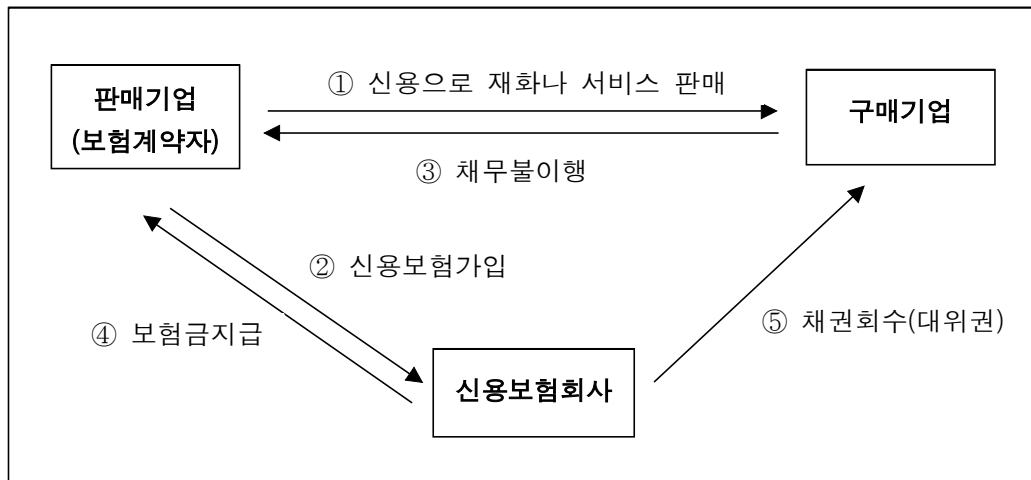 ① 신용으로 재화나 서비스 판매
판매기업
(보험계약자)
구매기업
③ 채무불이행
② 신용보험가입
④ 보험금지급
⑤ 채권회수(대위권)
신용보험회사